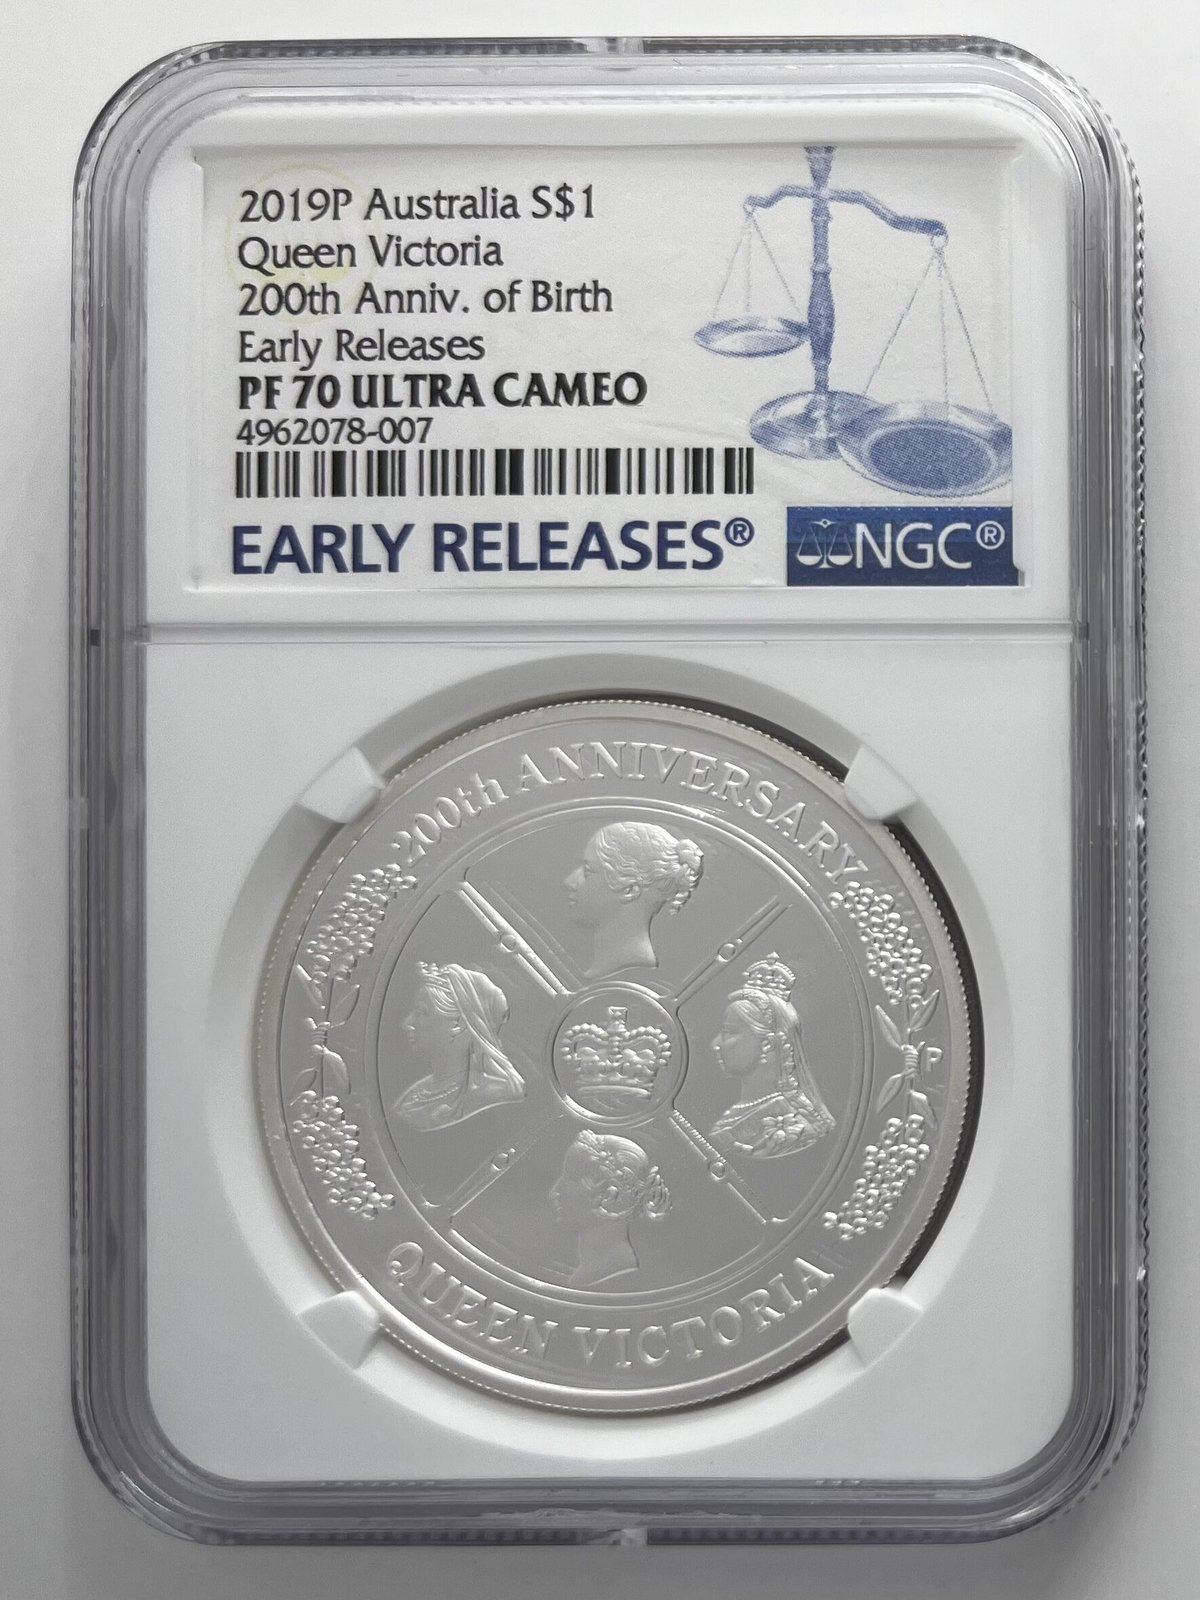 2019P Australia S$1
Queen Victoria
200th Anniv. of Birth
Early Releases
PF 70 ULTRA CAMEO
4962078-007
EARLY RELEASES®
NGC®
200th ANNIVERSARY
P
QUEEN VICTORIA